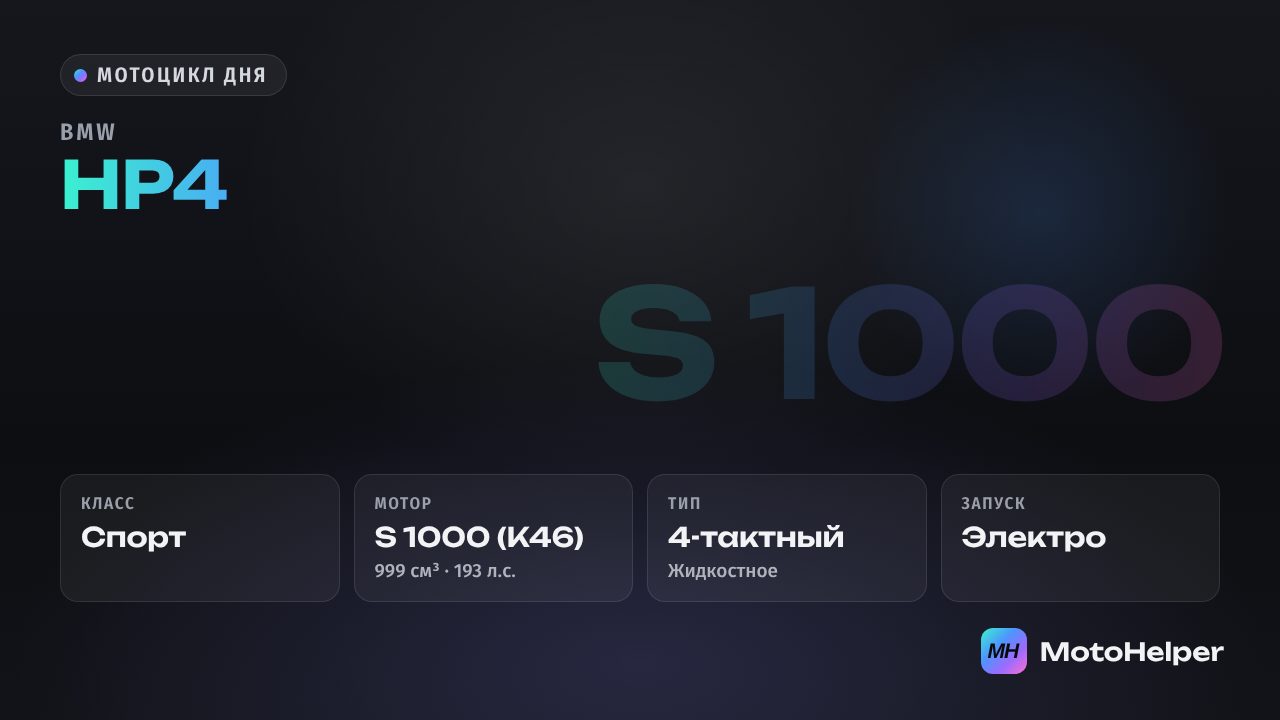 МОТОЦИКЛ ДНЯ
BMW
HP4
S 1000
КЛАСС
Спорт
МОТОР
S 1000 (K46)
999 см³ · 193 л.с.
ТИП
4-тактный
Жидкостное
ЗАПУСК
Электро
MH MotoHelper